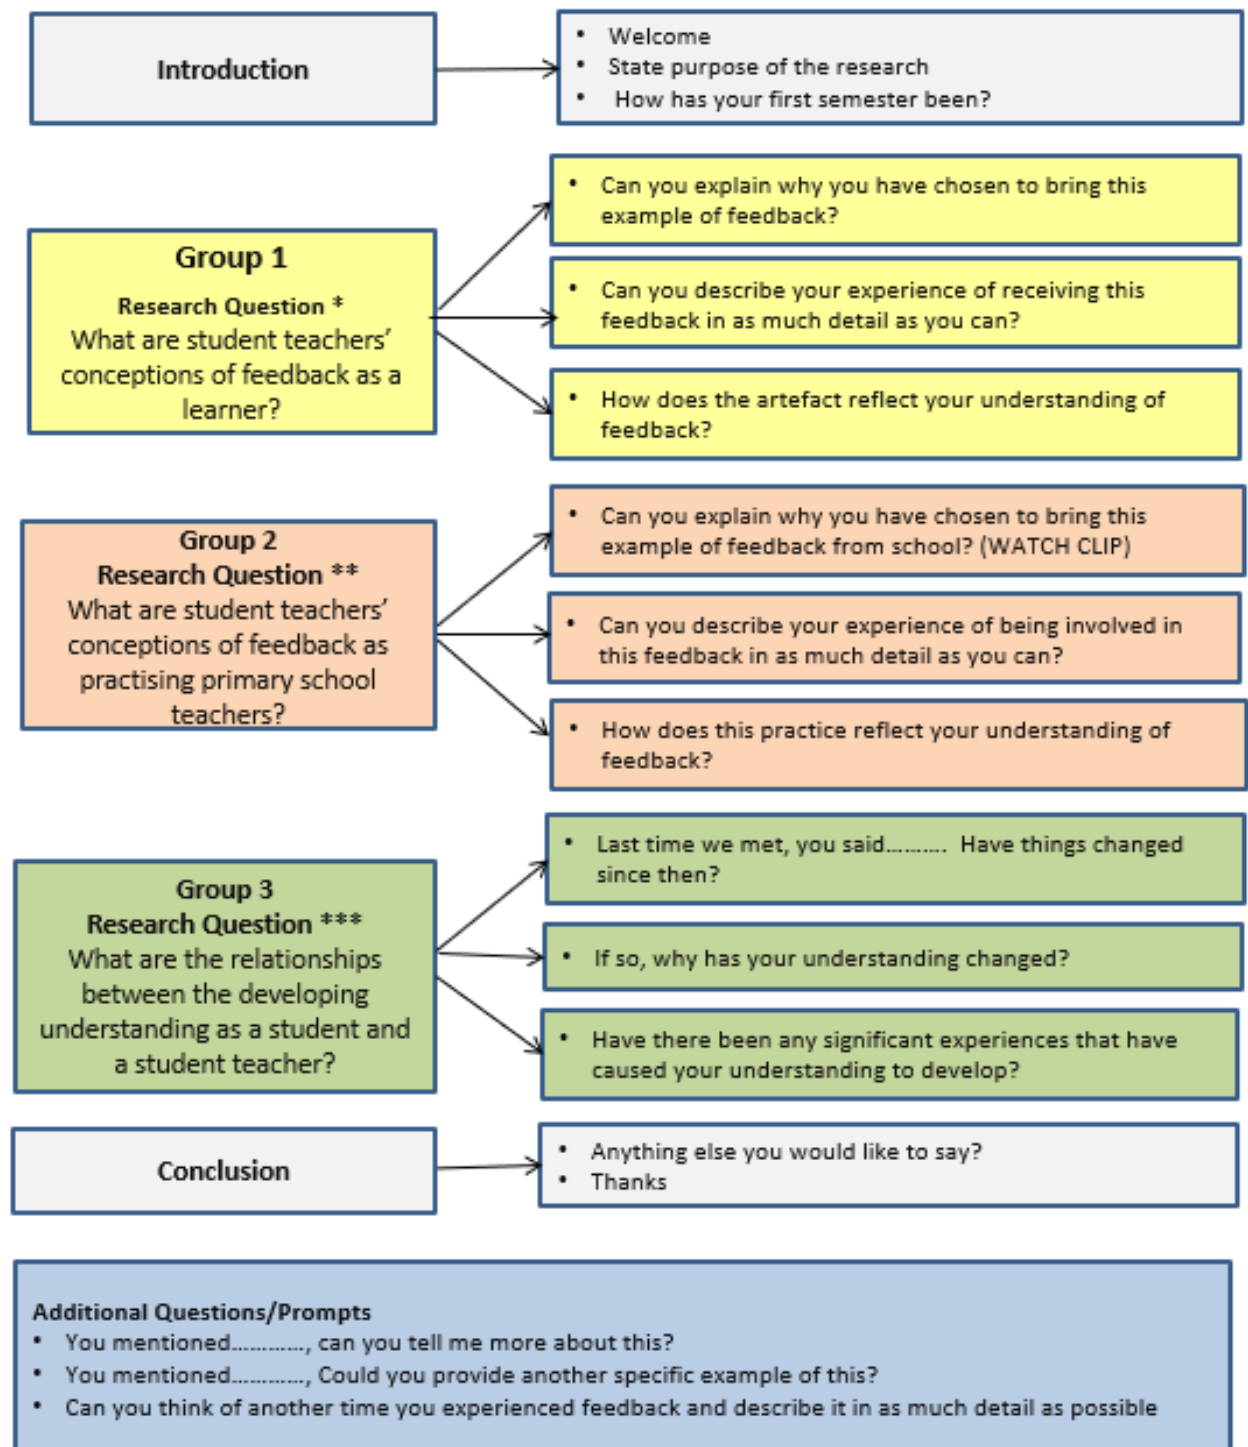 Introduction
• Welcome
• State purpose of the research
• How has your first semester been?
Group 1
Research Question *
What are student teachers’
conceptions of feedback as a
learner?
• Can you explain why you have chosen to bring this
example of feedback?
• Can you describe your experience of receiving this
feedback in as much detail as you can?
• How does the artefact reflect your understanding of
feedback?
Group 2
Research Question **
What are student teachers’
conceptions of feedback as
practising primary school
teachers?
• Can you explain why you have chosen to bring this
example of feedback from school? (WATCH CLIP)
• Can you describe your experience of being involved in
this feedback in as much detail as you can?
• How does this practice reflect your understanding of
feedback?
Group 3
Research Question ***
What are the relationships
between the developing
understanding as a student and
a student teacher?
• Last time we met, you said………. Have things changed
since then?
• If so, why has your understanding changed?
• Have there been any significant experiences that have
caused your understanding to develop?
Conclusion
• Anything else you would like to say?
• Thanks
Additional Questions/Prompts
• You mentioned…………, can you tell me more about this?
• You mentioned…………, Could you provide another specific example of this?
• Can you think of another time you experienced feedback and describe it in as much detail as possible